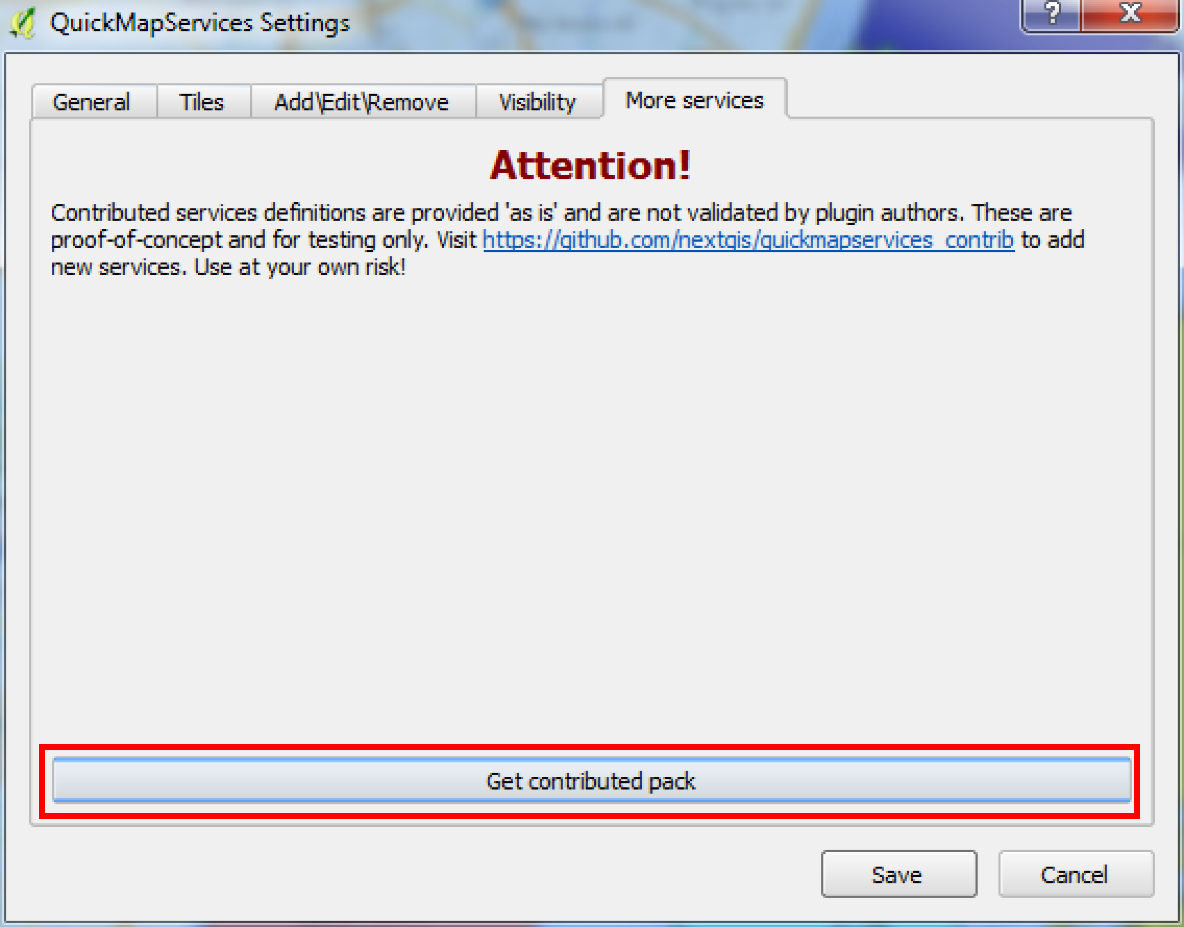 QuickMapServices Settings
?
X
General
Tiles
Add\Edit\Remove
Visibility
More services
Attention!
Contributed services definitions are provided 'as is' and are not validated by plugin authors. These are
proof-of-concept and for testing only. Visit https://github.com/nextgis/quickmapservices_contrib to add
new services. Use at your own risk!
Get contributed pack
Save
Cancel